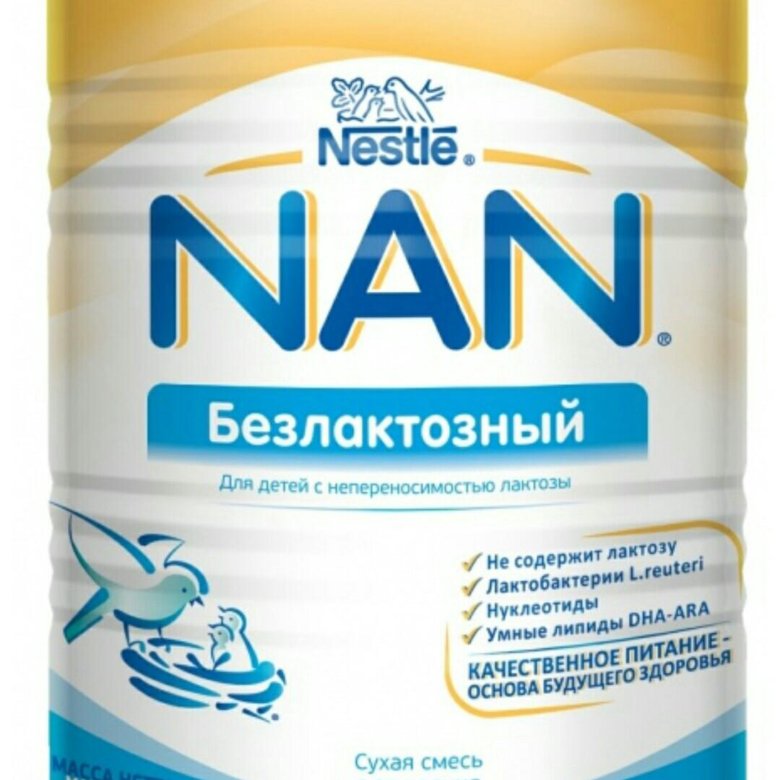 Nestlé®
NAN®
Безлактозный
Для детей с непереносимостью лактозы
Не содержит лактозу
Лактобактерии L.reuteri
Нуклеотиды
Умные липиды DHA-ARA
КАЧЕСТВЕННОЕ ПИТАНИЕ –
ОСНОВА БУДУЩЕГО ЗДОРОВЬЯ
Сухая смесь
МАССА